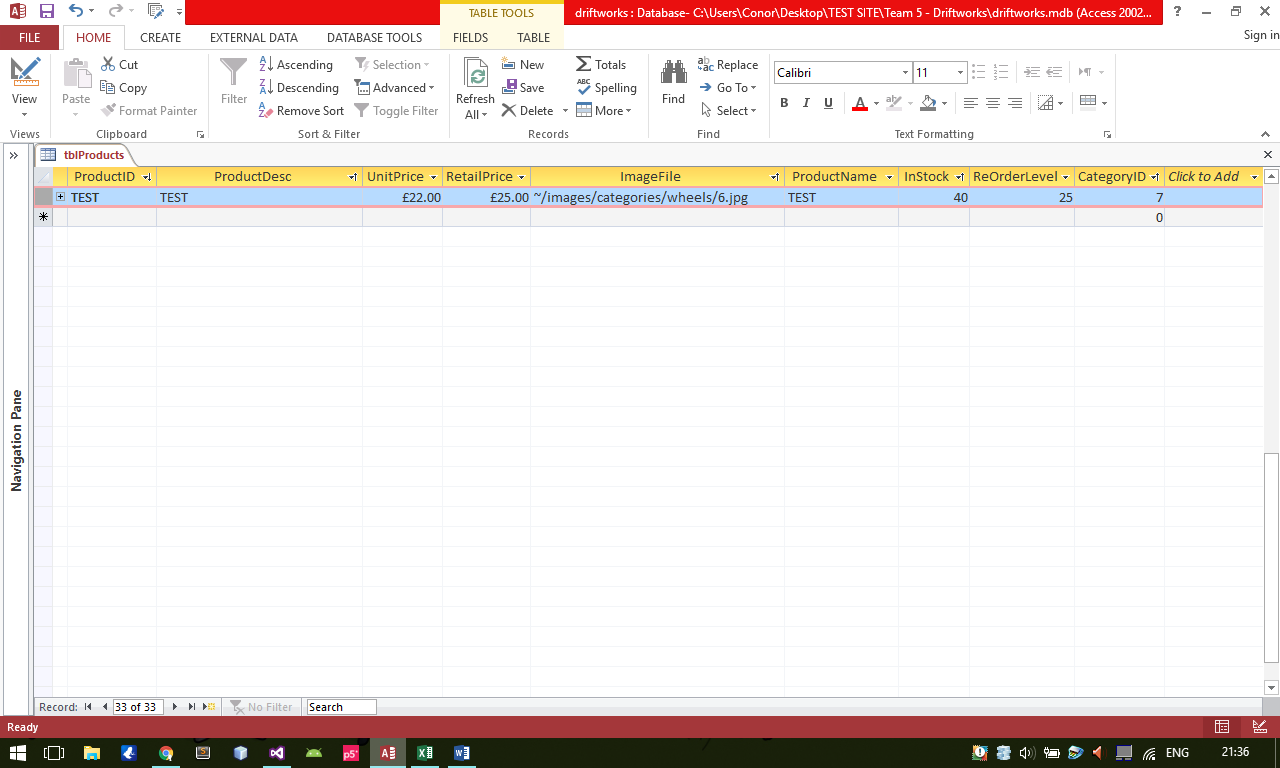 TABLE TOOLS
driftworks : Database- C:\Users\Conor\Desktop\TEST SITE\Team 5 - Driftworks\driftworks.mdb (Access 2002...
?
FILE HOME CREATE EXTERNAL DATA DATABASE TOOLS FIELDS TABLE Sign in
View
Views
Paste
Cut
Copy
Format Painter
Clipboard
Filter
Ascending
Descending
Remove Sort
Selection
Advanced
Toggle Filter
Sort & Filter
Refresh
All
New
Save
Delete
Totals
Spelling
More
Records
Find
Replace
Go To
Select
Find
Calibri 11
B I U A
Text Formatting
tblProducts
ProductID ProductDesc UnitPrice RetailPrice ImageFile ProductName InStock ReOrderLevel CategoryID Click to Add
TEST TEST £22.00 £25.00 ~/images/categories/wheels/6.jpg TEST 40 25 7
0
Navigation Pane
Record: 33 of 33 No Filter Search
Ready
ENG 21:36